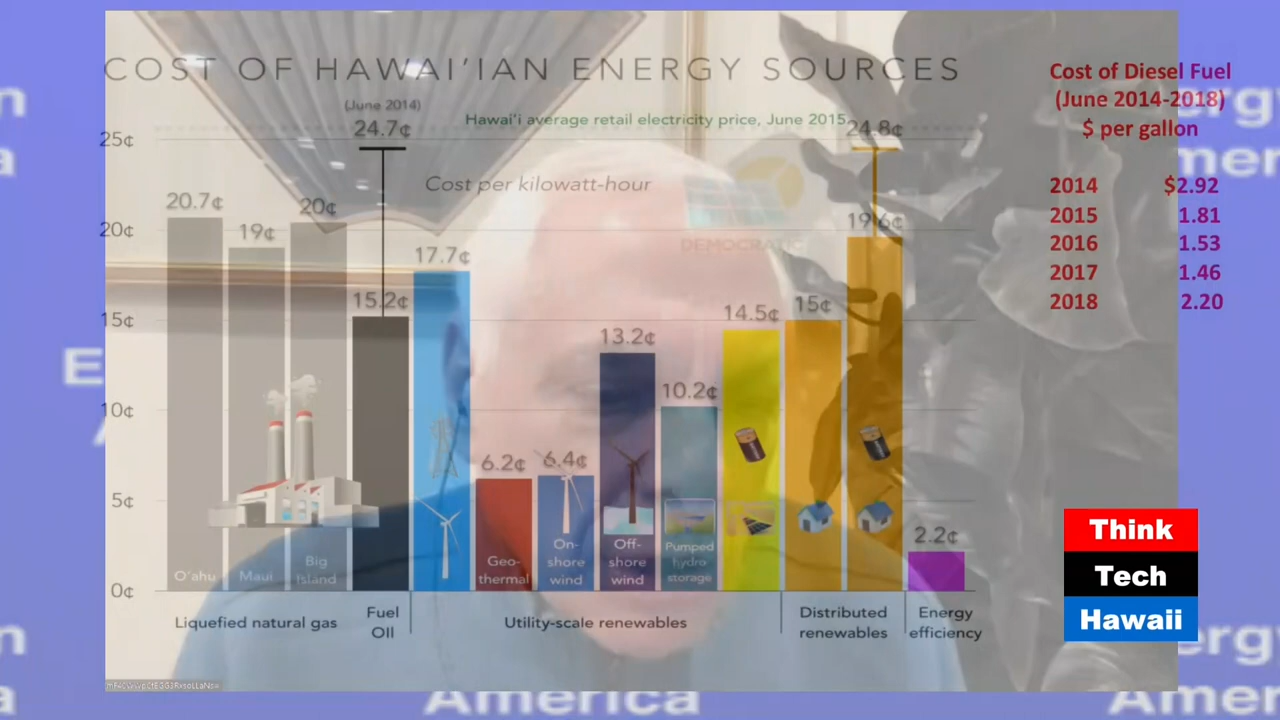 COST OF HAWAI'IAN ENERGY SOURCES
(June 2014)
24.7¢
Hawai'i average retail electricity price, June 2015
24.8¢
25¢
Cost per kilowatt-hour
20.7¢
19¢
20¢
20¢
15.2¢
17.7¢
19.6¢
15¢
13.2¢
14.5¢
15¢
10¢
10.2¢
6.2¢
6.4¢
5¢
2.2¢
0¢
O'ahu
Maui
Big
Island
Geo-
thermal
On-
shore
wind
Off-
shore
wind
Pumped
hydro
storage
Liquefied natural gas
Fuel
OIl
Utility-scale renewables
Distributed
renewables
Energy
efficiency
Cost of Diesel Fuel
(June 2014-2018)
$ per gallon
2014 $2.92
2015 1.81
2016 1.53
2017 1.46
2018 2.20
DEMOCRATIC
Think
Tech
Hawaii
America